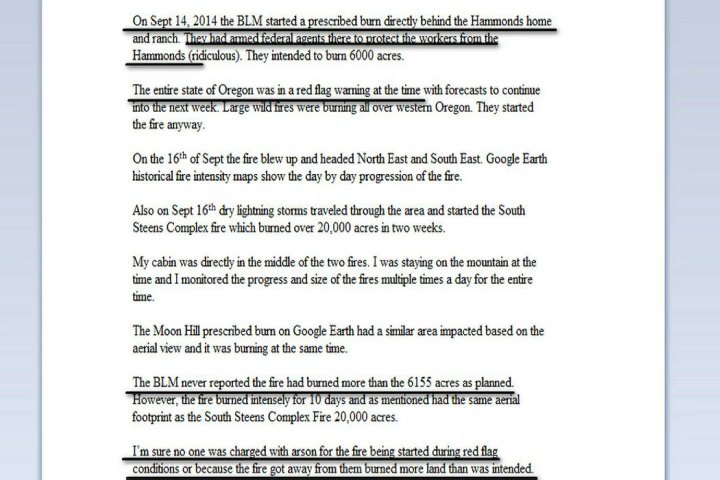 On Sept 14, 2014 the BLM started a prescribed burn directly behind the Hammonds home
and ranch. They had armed federal agents there to protect the workers from the
Hammonds (ridiculous). They intended to burn 6000 acres.
The entire state of Oregon was in a red flag warning at the time with forecasts to continue
into the next week. Large wild fires were burning all over western Oregon. They started
the fire anyway.
On the 16th of Sept the fire blew up and headed North East and South East. Google Earth
historical fire intensity maps show the day by day progression of the fire.
Also on Sept 16th dry lightning storms traveled through the area and started the South
Steens Complex fire which burned over 20,000 acres in two weeks.
My cabin was directly in the middle of the two fires. I was staying on the mountain at the
time and I monitored the progress and size of the fires multiple times a day for the entire
time.
The Moon Hill prescribed burn on Google Earth had a similar area impacted based on the
aerial view and it was burning at the same time.
The BLM never reported the fire had burned more than the 6155 acres as planned.
However, the fire burned intensely for 10 days and as mentioned had the same aerial
footprint as the South Steens Complex Fire 20,000 acres.
I'm sure no one was charged with arson for the fire being started during red flag
conditions or because the fire got away from them burned more land than was intended.